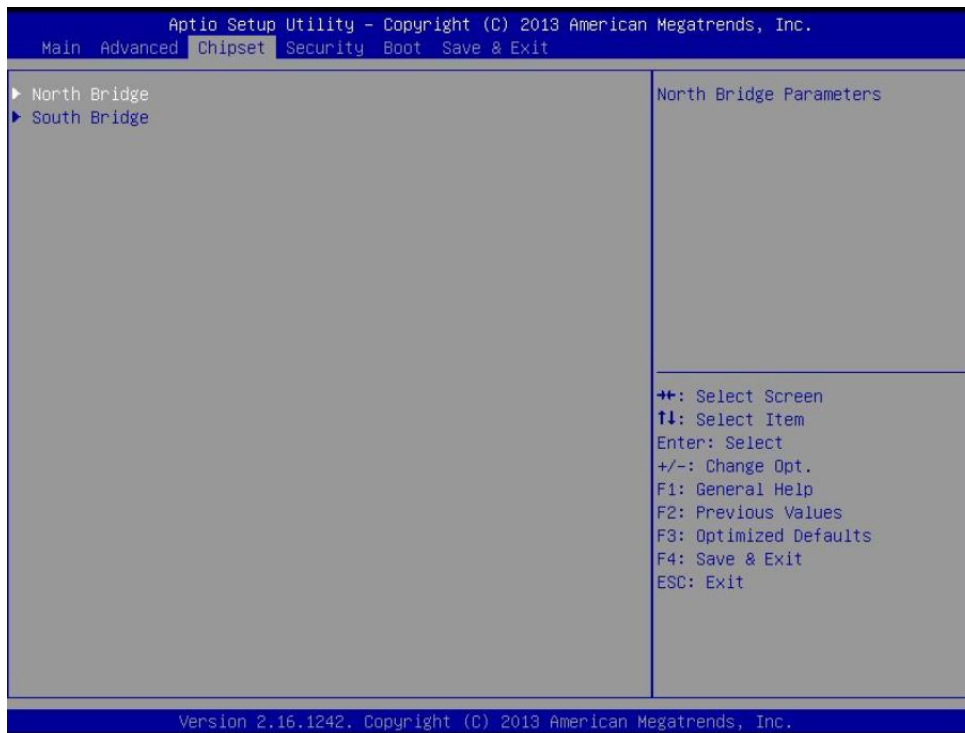 Aptio Setup Utility – Copyright (C) 2013 American Megatrends, Inc.
Main Advanced Chipset Security Boot Save & Exit
▶ North Bridge
▶ South Bridge
North Bridge Parameters
→←: Select Screen
↑↓: Select Item
Enter: Select
+/-: Change Opt.
F1: General Help
F2: Previous Values
F3: Optimized Defaults
F4: Save & Exit
ESC: Exit
Version 2.16.1242. Copyright (C) 2013 American Megatrends, Inc.